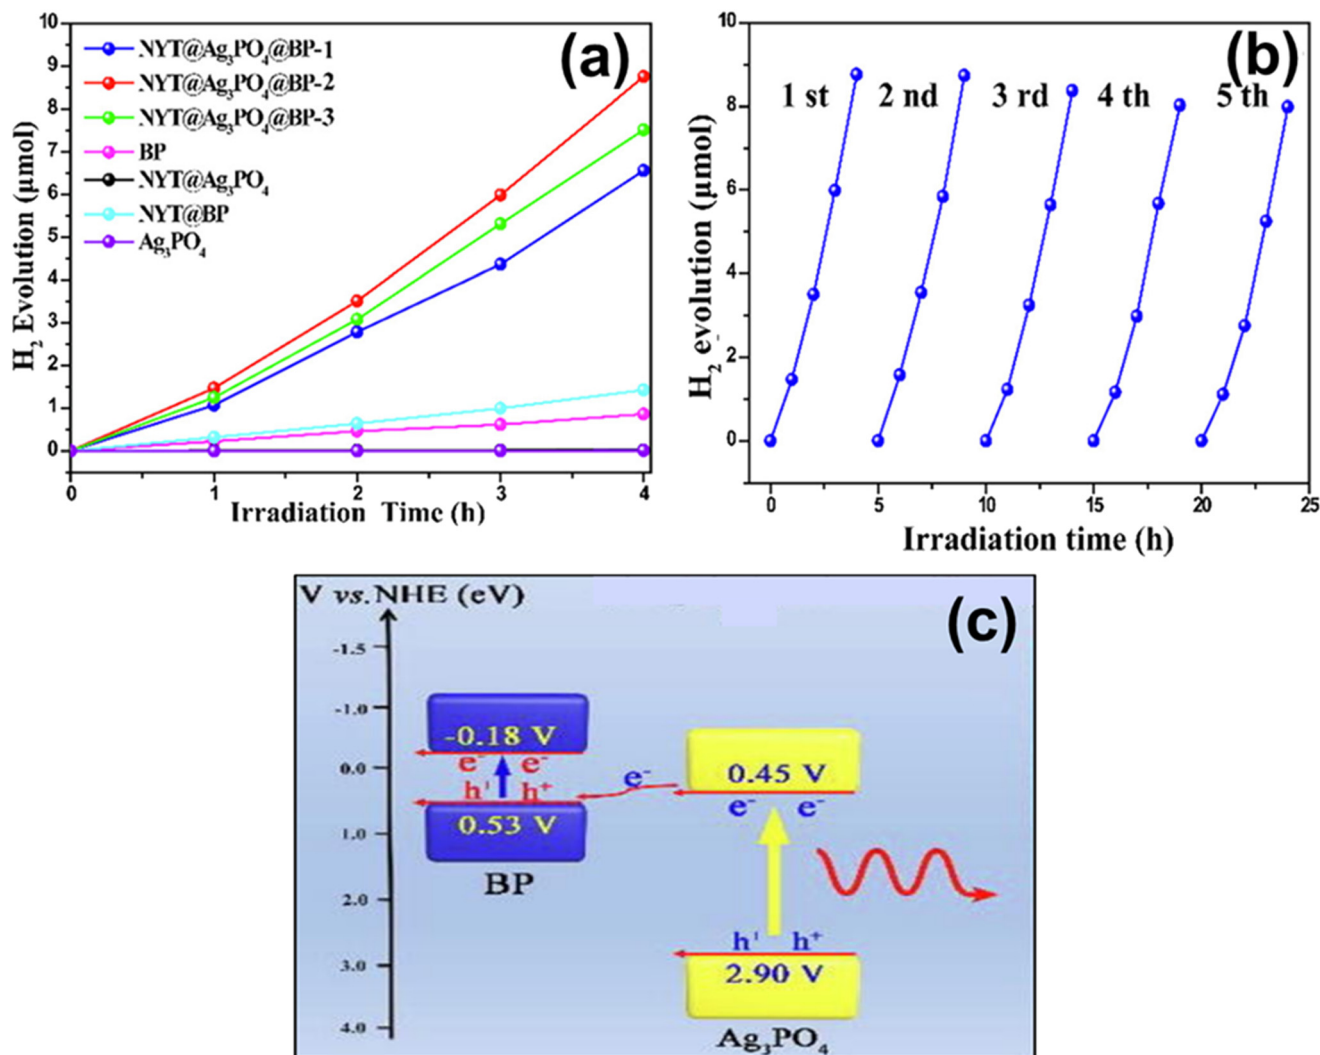 (a)
10
9
8
7
6
5
4
3
2
1
0
H₂ Evolution (μmol)
NYT@Ag₃PO₄@BP-1
NYT@Ag₃PO₄@BP-2
NYT@Ag₃PO₄@BP-3
BP
NYT@Ag₃PO₄
NYT@BP
Ag₃PO₄
0 1 2 3 4
Irradiation Time (h)
(b)
10
8
6
4
2
0
H₂ evolution (μmol)
1 st 2 nd 3 rd 4 th 5 th
0 5 10 15 20 25
Irradiation time (h)
V vs.NHE (eV)
(c)
-1.5
-1.0
0.0
1.0
2.0
3.0
4.0
-0.18 V
e⁻ e⁻
h⁺ h⁺
0.53 V
BP
e⁻
0.45 V
e⁻ e⁻
h⁺ h⁺
2.90 V
Ag₃PO₄